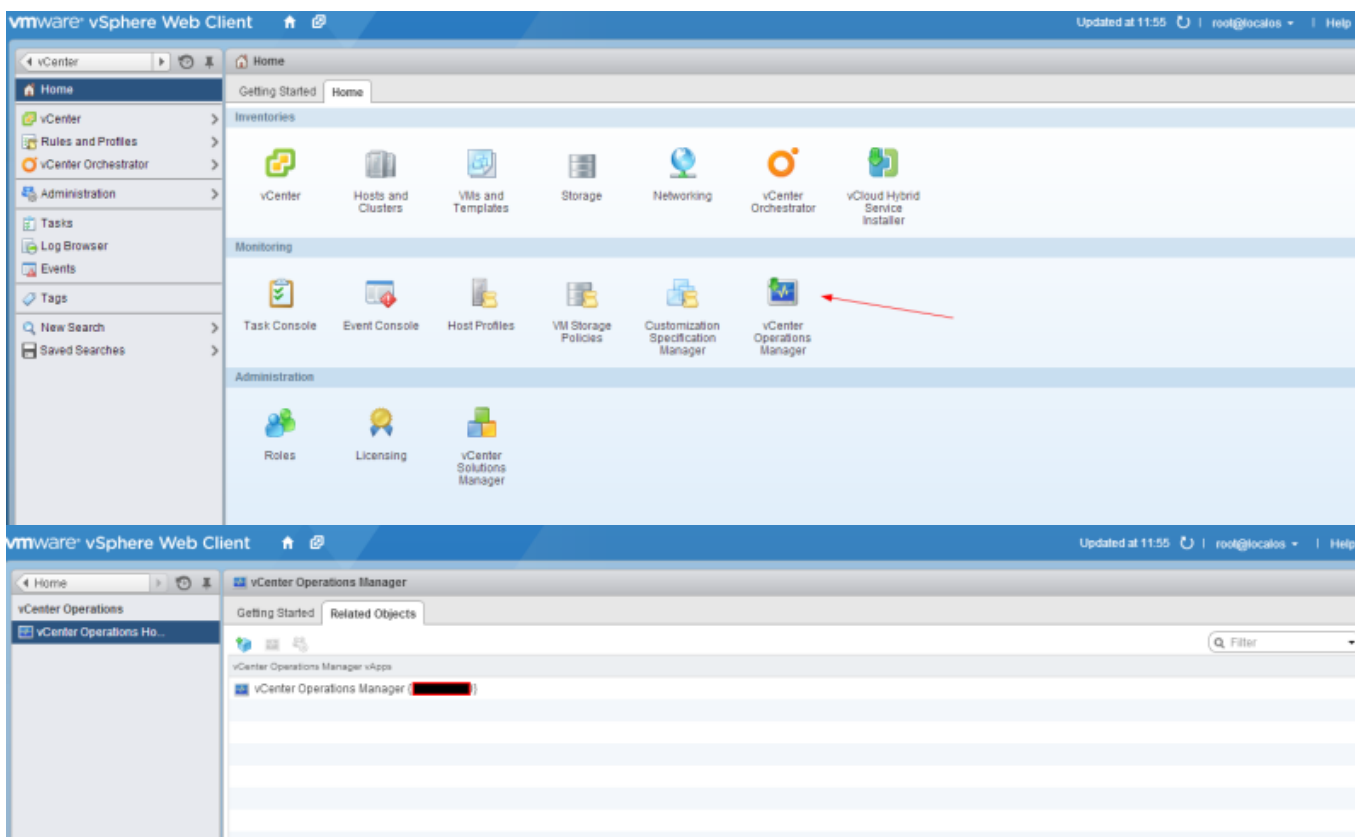 vmware® vSphere Web Client
Updated at 11:55 | root@localos | Help
vCenter
Home
vCenter
Rules and Profiles
vCenter Orchestrator
Administration
Tasks
Log Browser
Events
Tags
New Search
Saved Searches
Home
Getting Started Home
Inventories
vCenter
Hosts and
Clusters
VMs and
Templates
Storage
Networking
vCenter
Orchestrator
vCloud Hybrid
Service
Installer
Monitoring
Task Console
Event Console
Host Profiles
VM Storage
Policies
Customization
Specification
Manager
vCenter
Operations
Manager
Administration
Roles
Licensing
vCenter
Solutions
Manager
vmware® vSphere Web Client
Updated at 11:55 | root@localos | Help
Home
vCenter Operations
vCenter Operations Ho...
vCenter Operations Manager
Getting Started Related Objects
Filter
vCenter Operations Manager vApps
vCenter Operations Manager ( )